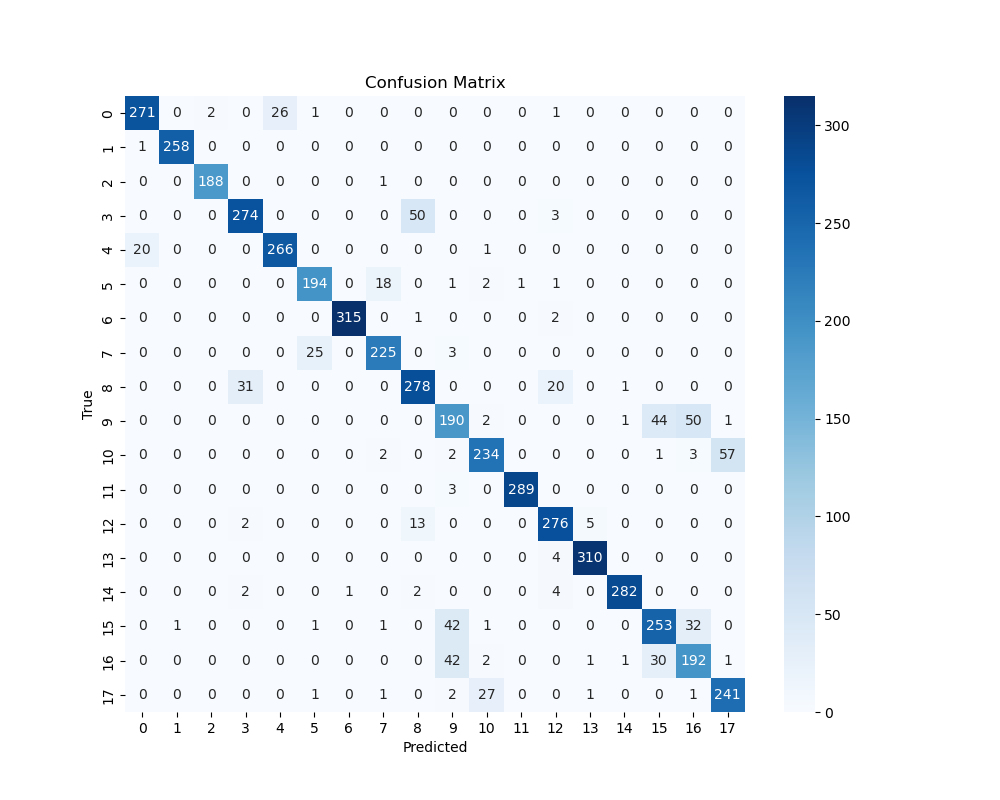 Confusion Matrix
0 271 0 2 0 26 1 0 0 0 0 0 0 1 0 0 0 0 0
1 1 258 0 0 0 0 0 0 0 0 0 0 0 0 0 0 0 0
2 0 0 188 0 0 0 0 1 0 0 0 0 0 0 0 0 0 0
3 0 0 0 274 0 0 0 0 50 0 0 0 3 0 0 0 0 0
4 20 0 0 0 266 0 0 0 0 0 1 0 0 0 0 0 0 0
5 0 0 0 0 0 194 0 18 0 1 2 1 1 0 0 0 0 0
6 0 0 0 0 0 0 315 0 1 0 0 0 2 0 0 0 0 0
7 0 0 0 0 0 25 0 225 0 3 0 0 0 0 0 0 0 0
8 0 0 0 31 0 0 0 0 278 0 0 0 20 0 1 0 0 0
9 0 0 0 0 0 0 0 0 0 190 2 0 0 0 1 44 50 1
10 0 0 0 0 0 0 0 2 0 2 234 0 0 0 0 1 3 57
11 0 0 0 0 0 0 0 0 0 3 0 289 0 0 0 0 0 0
12 0 0 0 2 0 0 0 0 13 0 0 0 276 5 0 0 0 0
13 0 0 0 0 0 0 0 0 0 0 0 0 4 310 0 0 0 0
14 0 0 0 2 0 0 1 0 2 0 0 0 4 0 282 0 0 0
15 0 1 0 0 0 1 0 1 0 42 1 0 0 0 0 253 32 0
16 0 0 0 0 0 0 0 0 0 42 2 0 0 1 1 30 192 1
17 0 0 0 0 0 1 0 1 0 2 27 0 0 1 0 0 1 241
0 1 2 3 4 5 6 7 8 9 10 11 12 13 14 15 16 17
Predicted
True
300
250
200
150
100
50
0